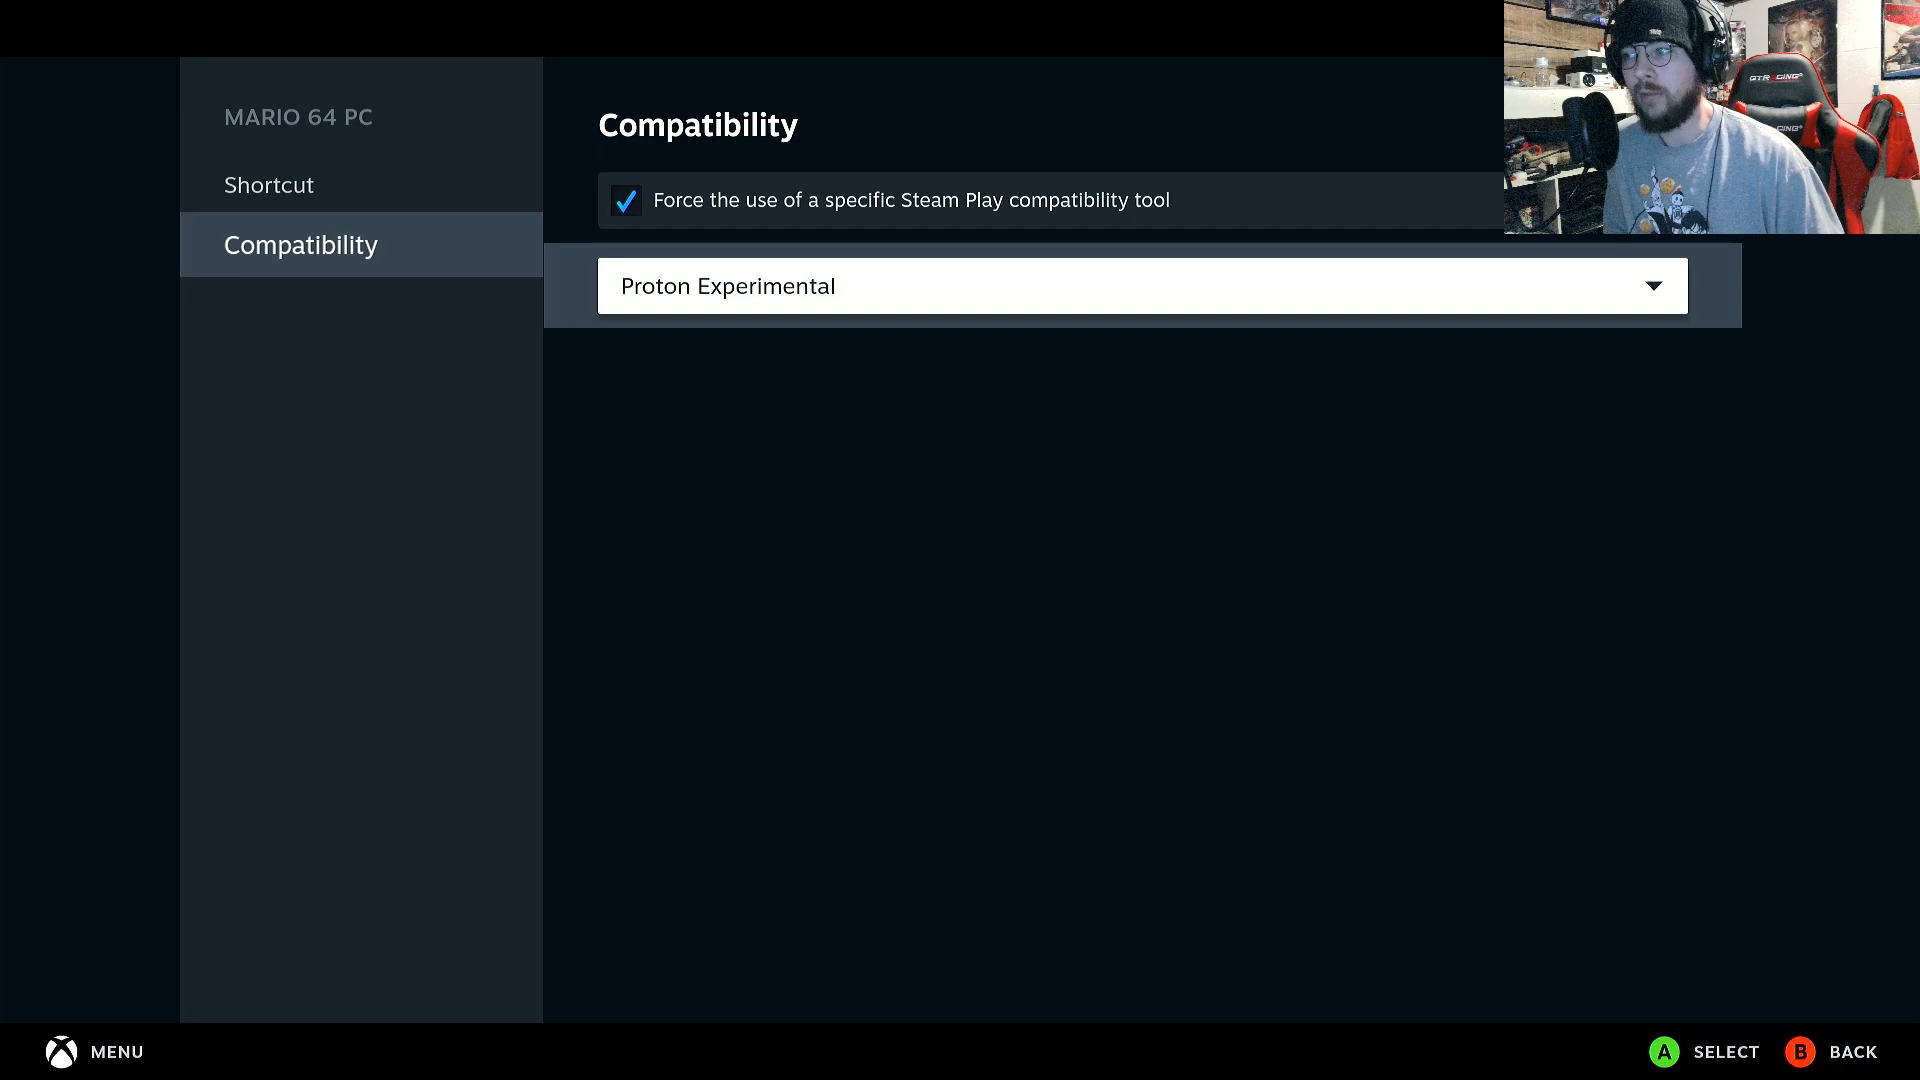 MARIO 64 PC
Shortcut
Compatibility
Compatibility
Force the use of a specific Steam Play compatibility tool
Proton Experimental
GTRACING
MENU
A SELECT
B BACK